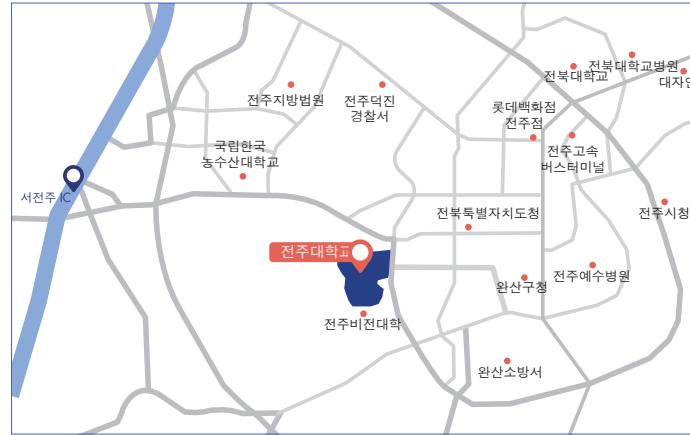 전북대학교병원
전북대학교
대자인
전주지방법원
전주덕진
경찰서
롯데백화점
전주점
국립한국
농수산대학교
전주고속
버스터미널
서전주 IC
전북특별자치도청
전주시청
전주대학교
전주예수병원
완산구청
전주비전대학
완산소방서